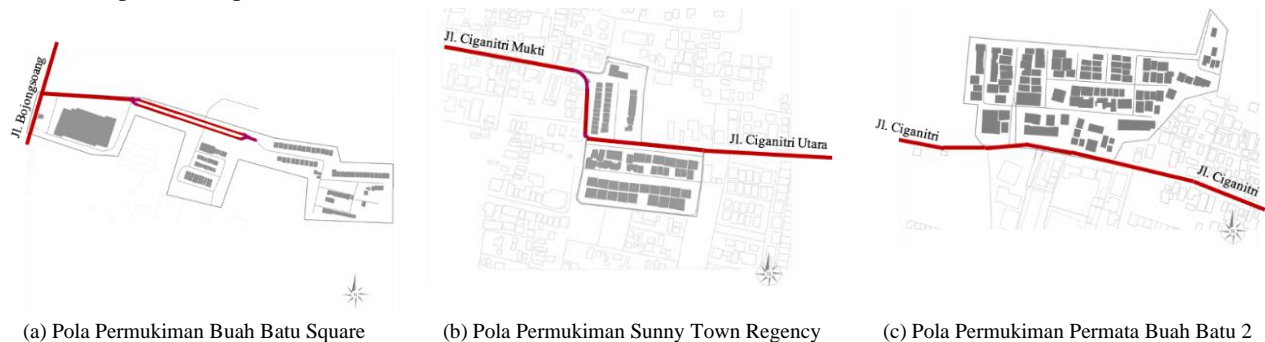 Jl. Bojongsoang
Jl. Ciganitri Mukti
Jl. Ciganitri Utara
Jl. Ciganitri
Jl. Ciganitri
(a) Pola Permukiman Buah Batu Square
(b) Pola Permukiman Sunny Town Regency
(c) Pola Permukiman Permata Buah Batu 2